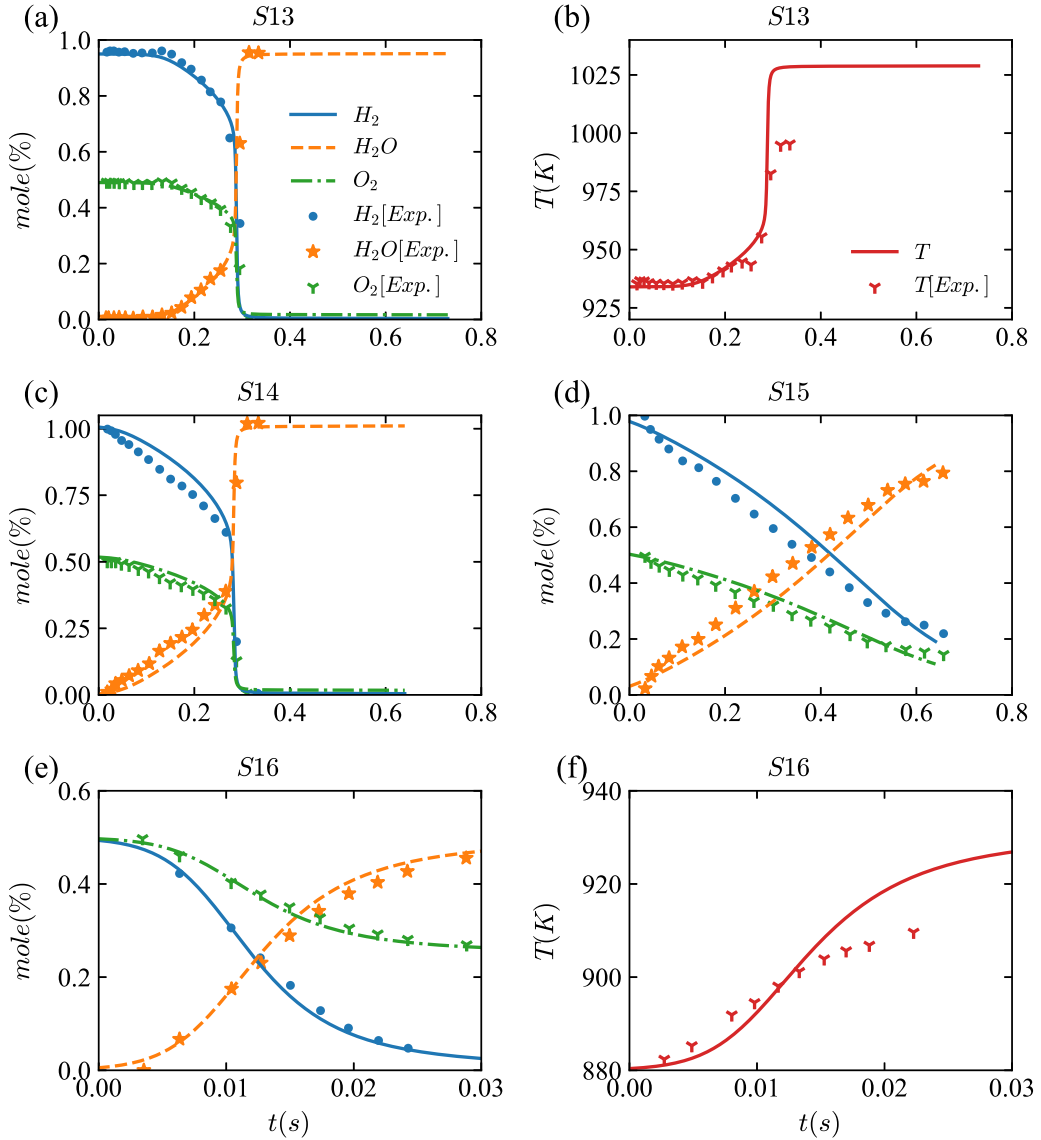 (a) S13
1.0
0.8
0.6
0.4
0.2
0.0
mole(%)
0.0 0.2 0.4 0.6 0.8
H₂
H₂O
O₂
H₂[Exp.]
H₂O[Exp.]
O₂[Exp.]
(b) S13
1025
1000
975
950
925
T(K)
0.0 0.2 0.4 0.6 0.8
T
T[Exp.]
(c) S14
1.00
0.75
0.50
0.25
0.00
mole(%)
0.0 0.2 0.4 0.6 0.8
(d) S15
1.0
0.8
0.6
0.4
0.2
0.0
mole(%)
0.0 0.2 0.4 0.6 0.8
(e) S16
0.6
0.4
0.2
0.0
mole(%)
0.00 0.01 0.02 0.03
t(s)
(f) S16
940
920
900
880
T(K)
0.00 0.01 0.02 0.03
t(s)